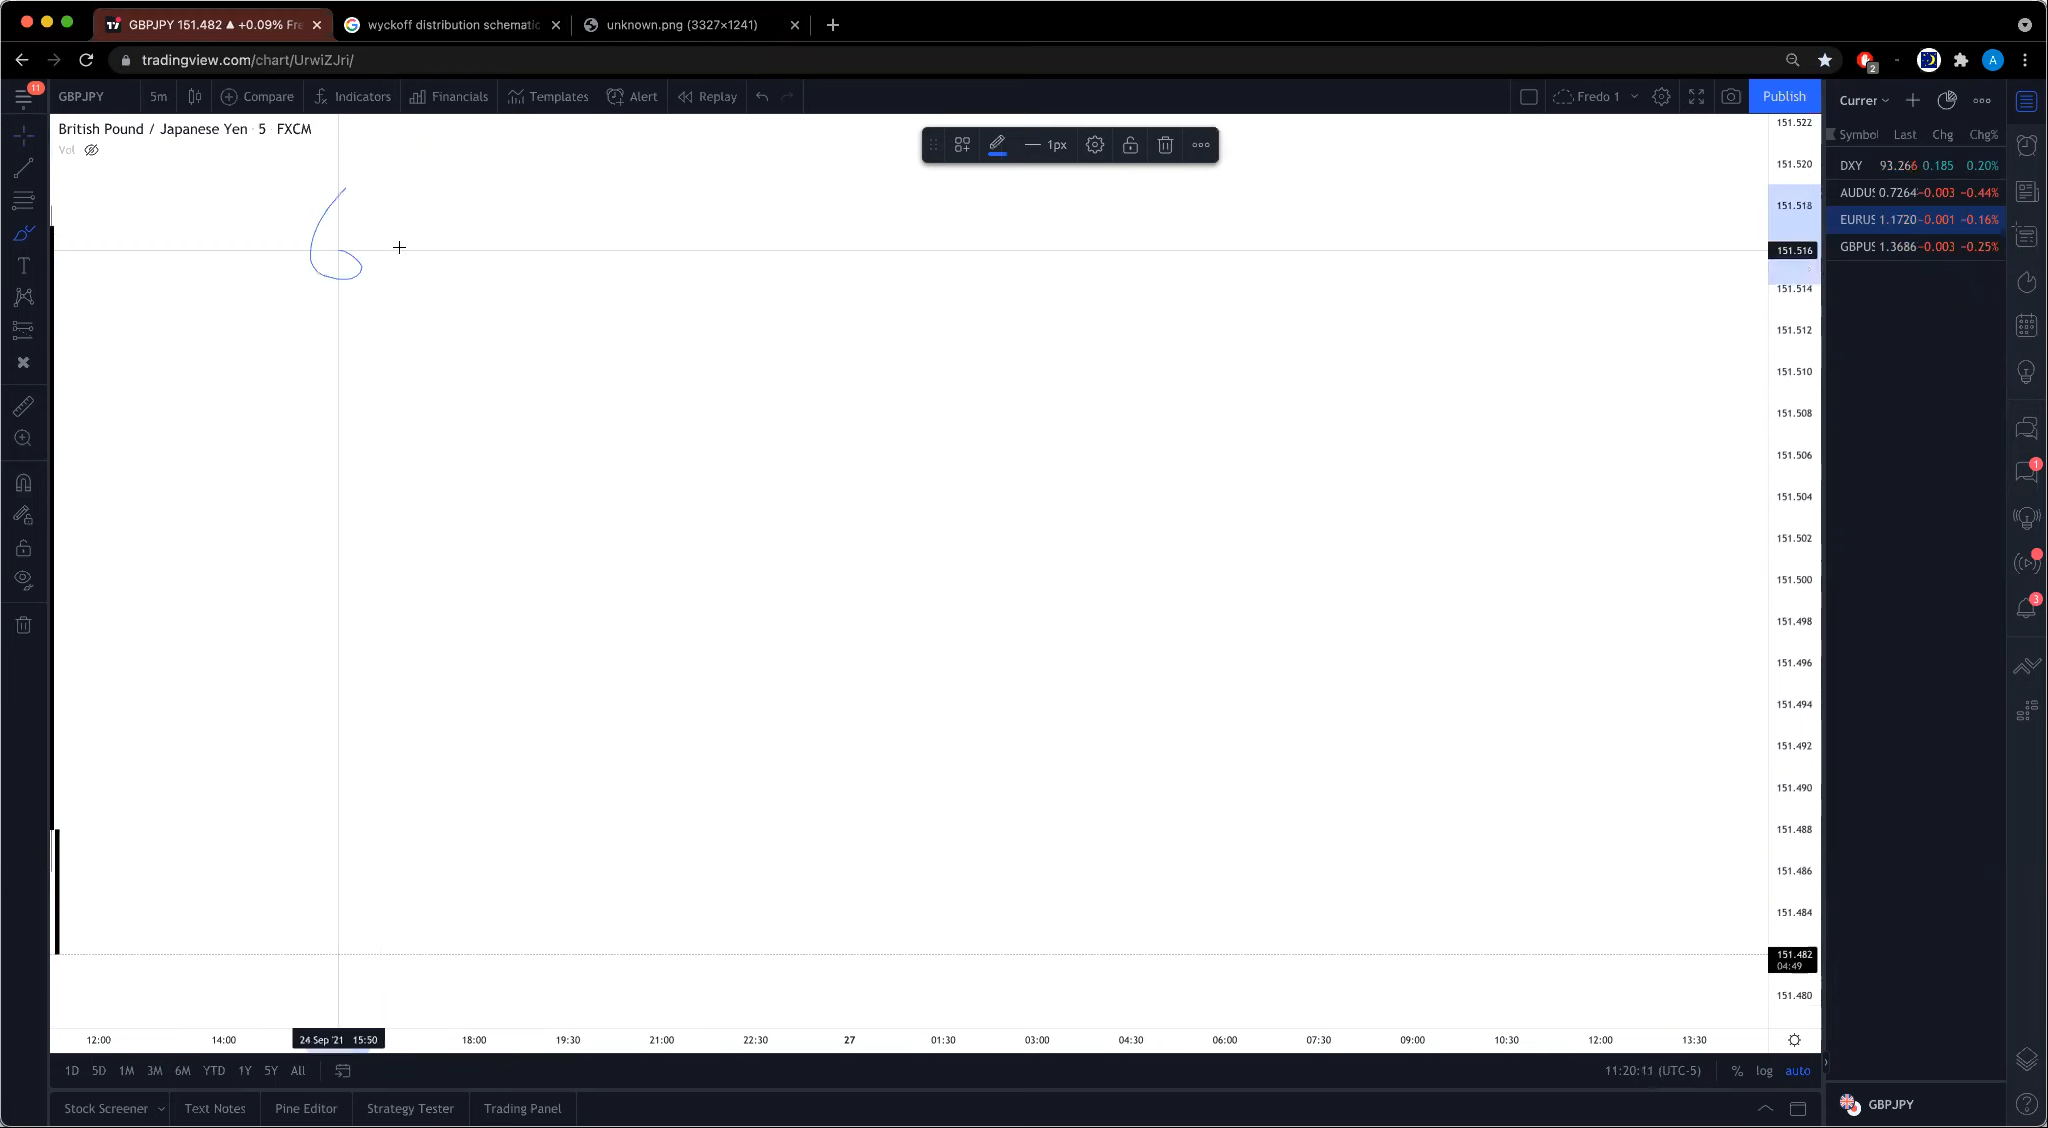 GBPJPY 151.482 ▲ +0.09% Fre
wyckoff distribution schematic
unknown.png (3327×1241)
tradingview.com/chart/UrwiZJri/
2
A
11
GBPJPY
5m
Compare
Indicators
Financials
Templates
Alert
Replay
Fredo 1
Publish
Currer
British Pound / Japanese Yen · 5 · FXCM
Vol
1px
6
Symbol Last Chg Chg%
DXY 93.266 0.185 0.20%
AUDUS 0.7264 -0.003 -0.44%
EURUS 1.1720 -0.001 -0.16%
GBPUS 1.3686 -0.003 -0.25%
151.522
151.520
151.518
151.516
151.514
151.512
151.510
151.508
151.506
151.504
151.502
151.500
151.498
151.496
151.494
151.492
151.490
151.488
151.486
151.484
151.482
04:49
151.480
1
3
12:00 14:00 24 Sep '21 15:50 18:00 19:30 21:00 22:30 27 01:30 03:00 04:30 06:00 07:30 09:00 10:30 12:00 13:30
1D 5D 1M 3M 6M YTD 1Y 5Y All
11:20:11 (UTC-5) % log auto
Stock Screener Text Notes Pine Editor Strategy Tester Trading Panel
GBPJPY